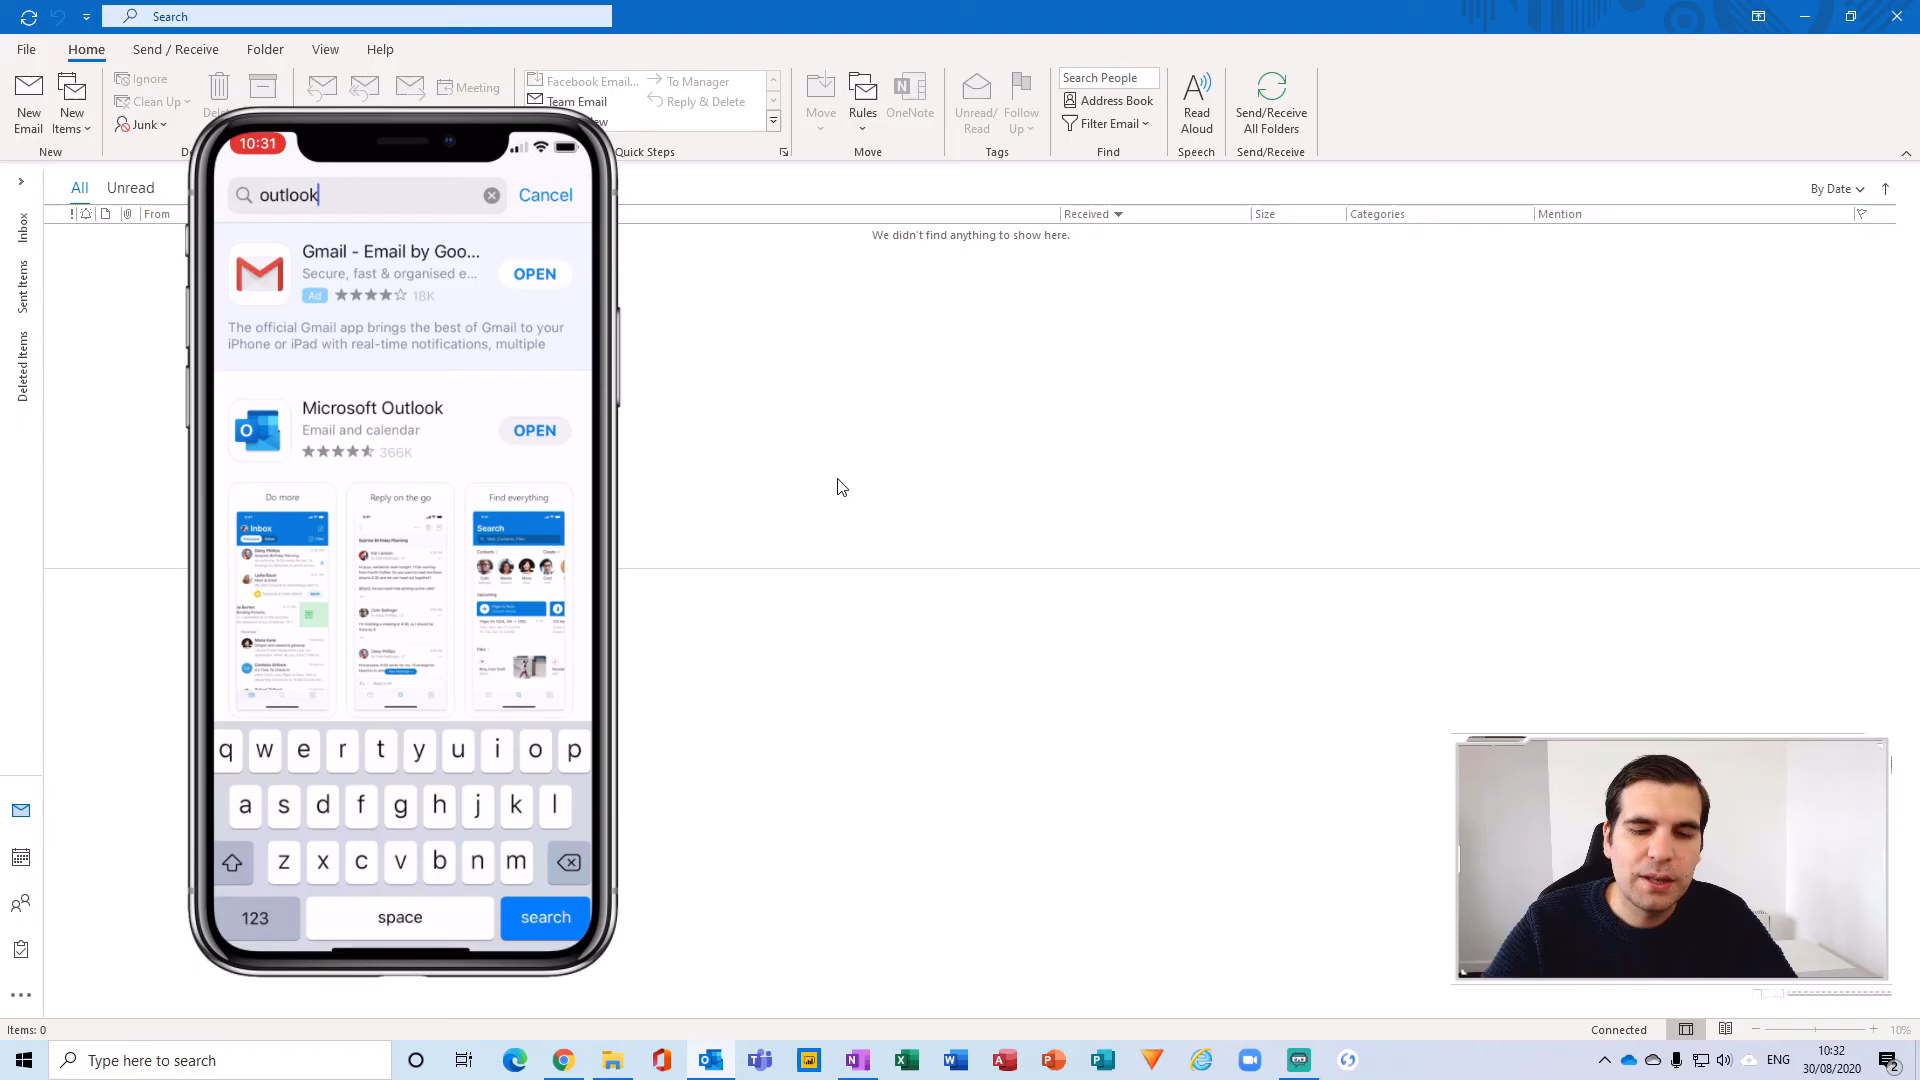 Search
File Home Send / Receive Folder View Help
New Email
New Items
Ignore
Clean Up
Junk
Meeting
Facebook Email...
Team Email
To Manager
Reply & Delete
Move
Rules
OneNote
Unread/ Read
Follow Up
Search People
Address Book
Filter Email
Read Aloud
Send/Receive All Folders
New
Quick Steps
Move
Tags
Find
Speech
Send/Receive
All Unread
By Date
From
Received
Size
Categories
Mention
We didn't find anything to show here.
Inbox
Sent Items
Deleted Items
10:31
outlook
Cancel
Gmail - Email by Goo...
Secure, fast & organised e...
OPEN
Ad
18K
The official Gmail app brings the best of Gmail to your
iPhone or iPad with real-time notifications, multiple
Microsoft Outlook
Email and calendar
OPEN
366K
Do more
Reply on the go
Find everything
Inbox
Search
q w e r t y u i o p
a s d f g h j k l
z x c v b n m
123 space search
Items: 0
Connected
10%
Type here to search
ENG
10:32
30/08/2020
2